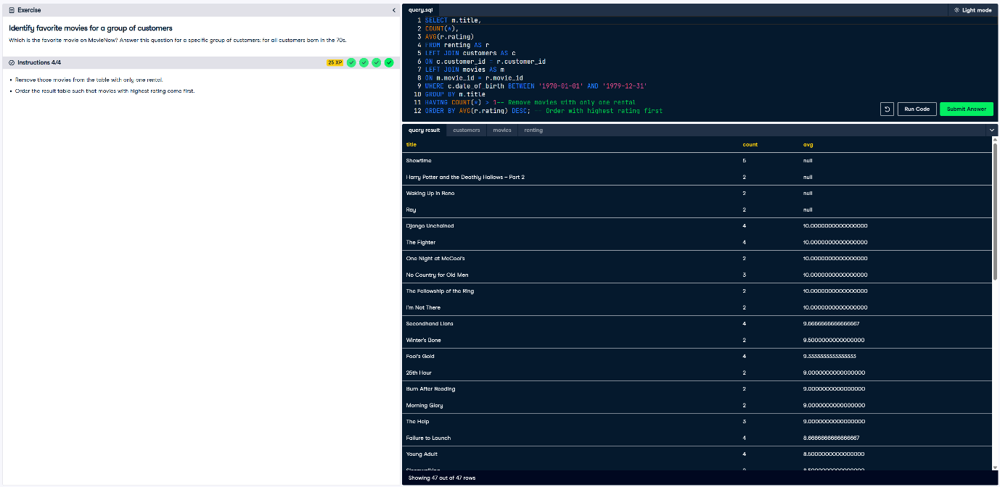 Exercise
Identify favorite movies for a group of customers
Which is the favorite movie on MovieNow? Answer this question for a specific group of customers: for all customers born in the 70s.
Instructions 4/4
25 XP
Remove those movies from the table with only one rental.
Order the result table such that movies with highest rating come first.
query.sql
Light mode
1 SELECT m.title,
2 COUNT(*),
3 AVG(r.rating)
4 FROM renting AS r
5 LEFT JOIN customers AS c
6 ON c.customer_id = r.customer_id
7 LEFT JOIN movies AS m
8 ON m.movie_id = r.movie_id
9 WHERE c.date_of_birth BETWEEN '1970-01-01' AND '1979-12-31'
10 GROUP BY m.title
11 HAVING COUNT(*) > 1-- Remove movies with only one rental
12 ORDER BY AVG(r.rating) DESC; -- Order with highest rating first
Run Code
Submit Answer
query result customers movies renting
title count avg
Showtime 5 null
Harry Potter and the Deathly Hallows – Part 2 2 null
Waking Up in Reno 2 null
Ray 2 null
Django Unchained 4 10.0000000000000000
The Fighter 4 10.0000000000000000
One Night at McCool's 2 10.0000000000000000
No Country for Old Men 3 10.0000000000000000
The Fellowship of the Ring 2 10.0000000000000000
I'm Not There 2 10.0000000000000000
Secondhand Lions 4 9.6666666666666667
Winter's Bone 2 9.5000000000000000
Fool's Gold 4 9.3333333333333333
25th Hour 2 9.0000000000000000
Burn After Reading 2 9.0000000000000000
Morning Glory 2 9.0000000000000000
The Help 3 9.0000000000000000
Failure to Launch 4 8.6666666666666667
Young Adult 4 8.5000000000000000
Showing 47 out of 47 rows